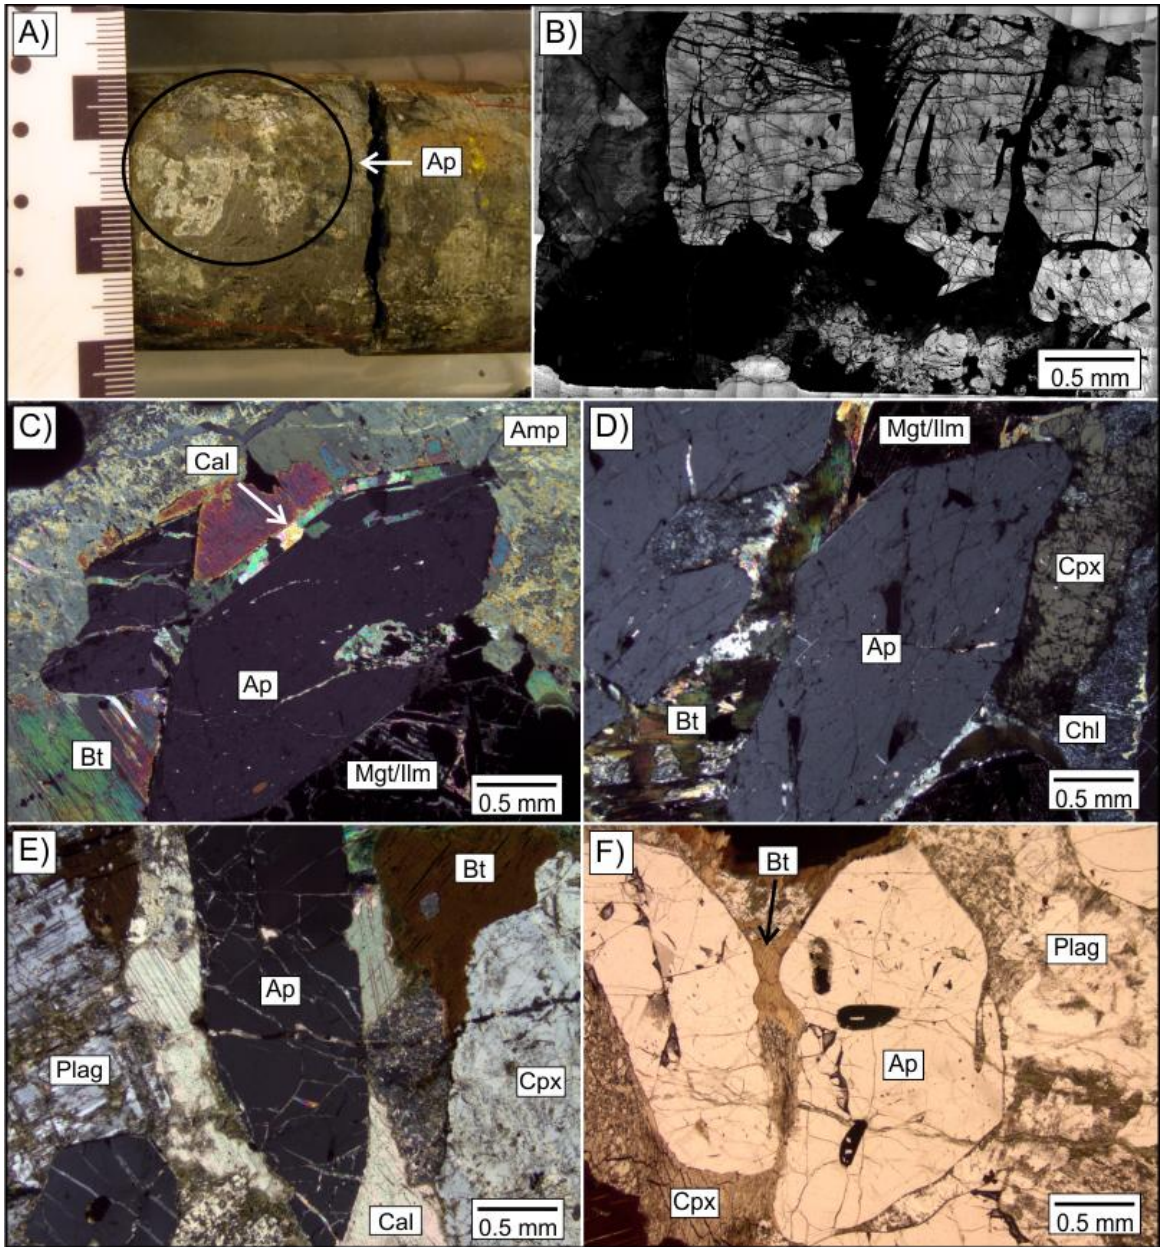 A)
Ap
B)
0.5 mm
C)
Cal
Amp
Ap
Bt
Mgt/Ilm
0.5 mm
D)
Mgt/Ilm
Cpx
Ap
Bt
Chl
0.5 mm
E)
Bt
Ap
Plag
Cpx
Cal
0.5 mm
F)
Bt
Plag
Ap
Cpx
0.5 mm